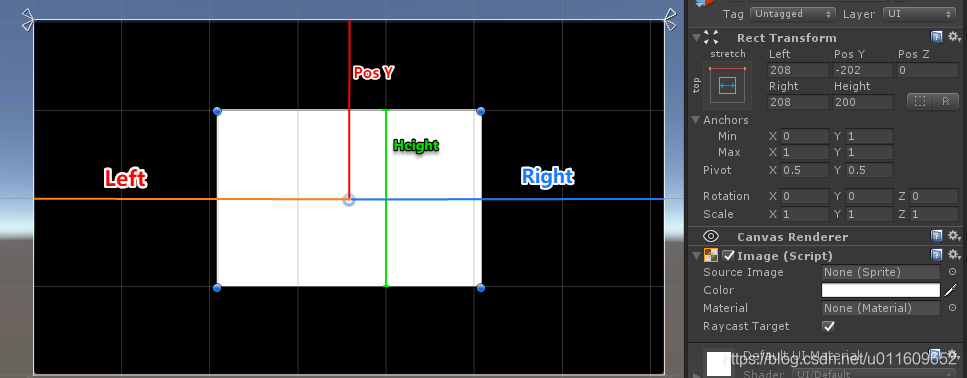 Pos Y
Height
Left
Right
Tag Untagged Layer UI
Rect Transform
stretch Left Pos Y Pos Z
208 -202 0
top
Right Height
208 200
R
Anchors
Min X 0 Y 1
Max X 1 Y 1
Pivot X 0.5 Y 0.5
Rotation X 0 Y 0 Z 0
Scale X 1 Y 1 Z 1
Canvas Renderer
Image (Script)
Source Image None (Sprite)
Color
Material None (Material)
Raycast Target
Default UI Material
https://blog.csdn.net/u011609652
Shader UI/Default